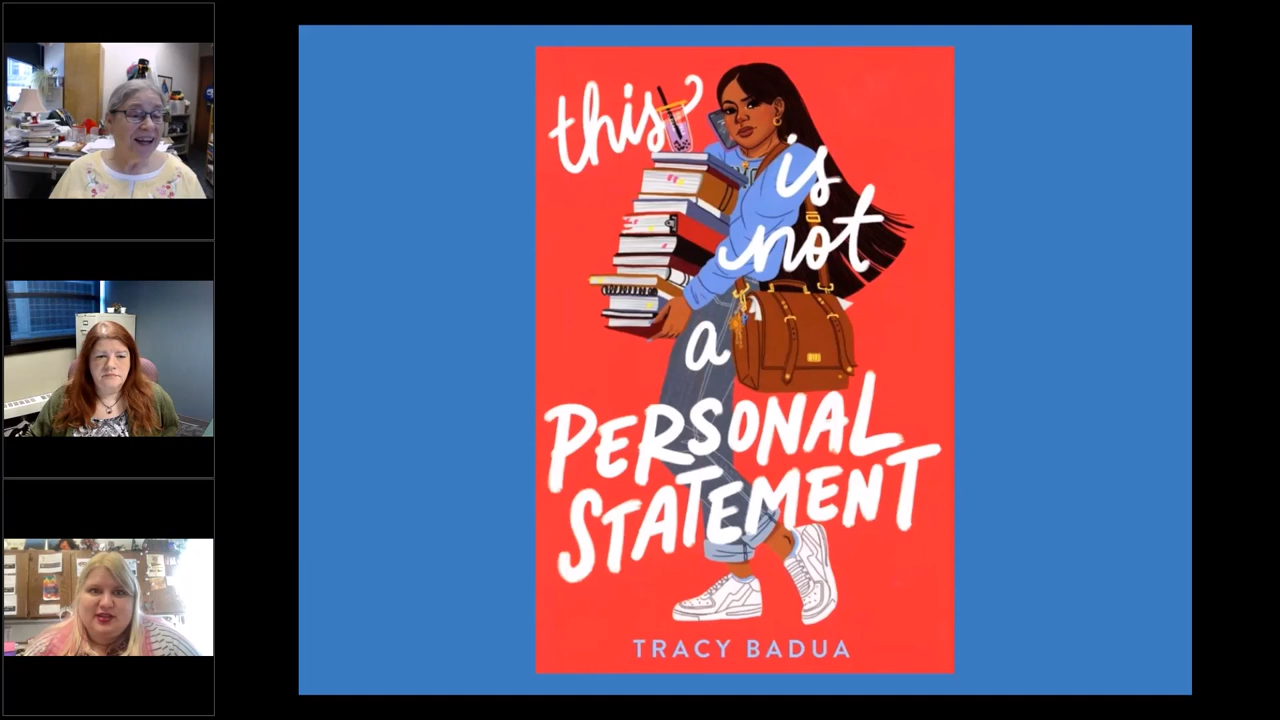 this
is
not
a
PERSONAL
STATEMENT
TRACY BADUA